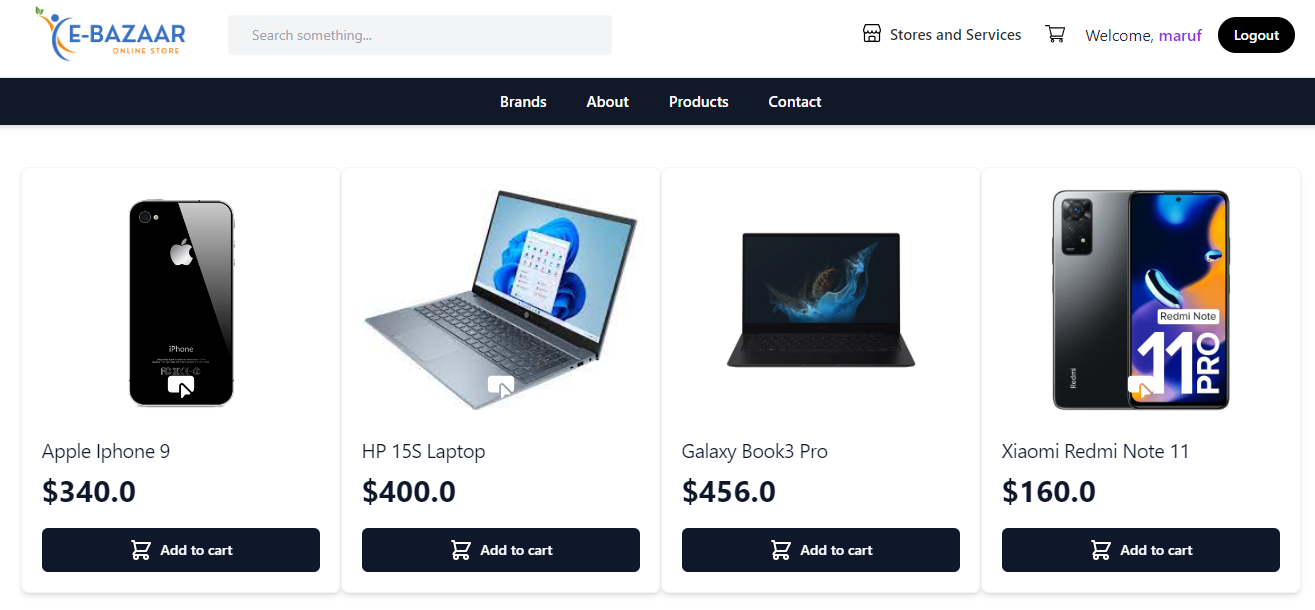 E-BAZAAR
ONLINE STORE
Search something...
Stores and Services
Welcome, maruf
Logout
Brands
About
Products
Contact
iPhone
Redmi Note
11 PRO
Redmi
Apple Iphone 9
HP 15S Laptop
Galaxy Book3 Pro
Xiaomi Redmi Note 11
$340.0
$400.0
$456.0
$160.0
Add to cart
Add to cart
Add to cart
Add to cart